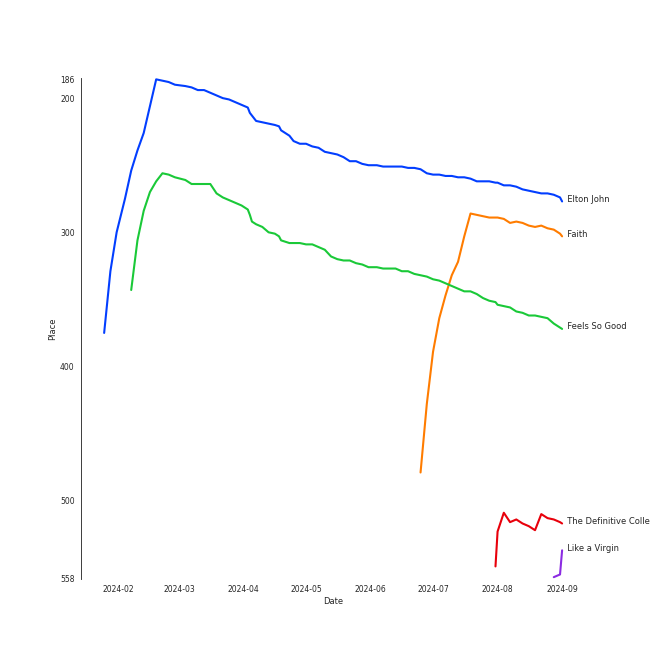 186
200
300
400
500
558
Place
2024-02 2024-03 2024-04 2024-05 2024-06 2024-07 2024-08 2024-09
Date
Elton John
Faith
Feels So Good
The Definitive Colle
Like a Virgin